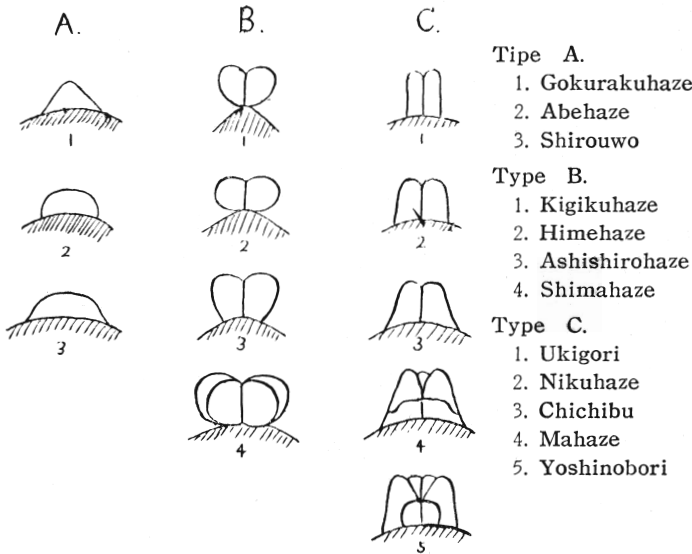 A.
B.
C.
1
1
1
2
2
2
3
3
3
4
4
5
Tipe A.
1. Gokurakuhaze
2. Abehaze
3. Shirouwo
Type B.
1. Kigikuhaze
2. Himehaze
3. Ashishirohaze
4. Shimahaze
Type C.
1. Ukigori
2. Nikuhaze
3. Chichibu
4. Mahaze
5. Yoshinobori